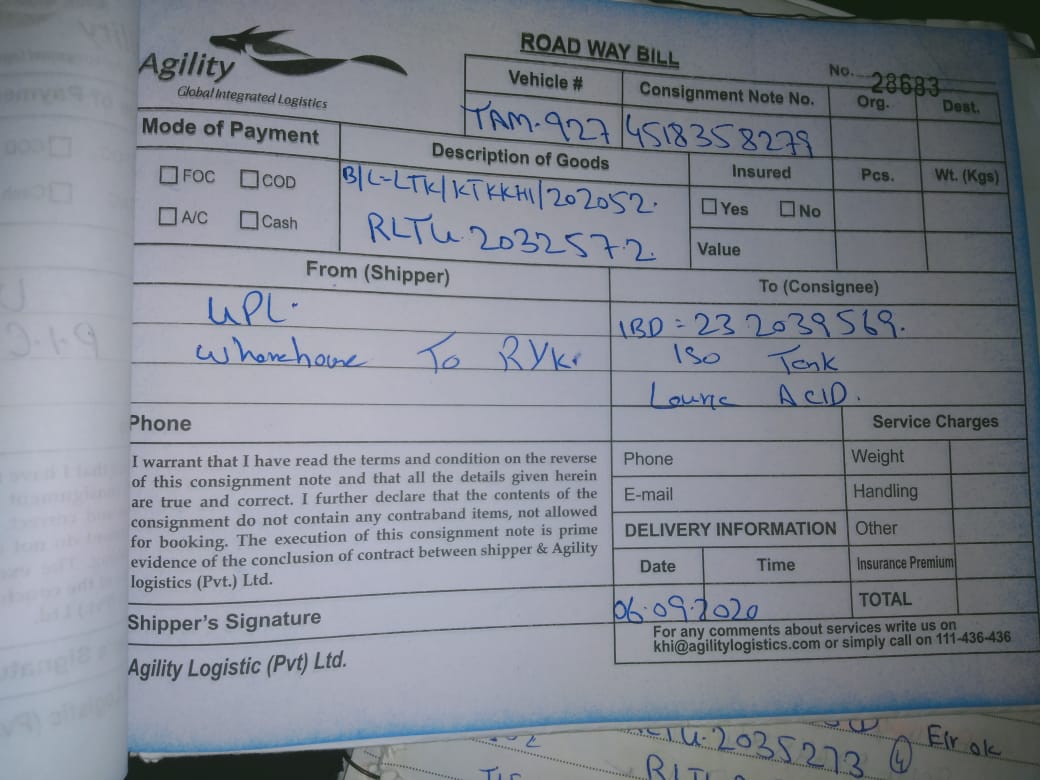 Agility
Global Integrated Logistics
ROAD WAY BILL
No. 28683
Vehicle # Consignment Note No. Org. Dest.
TAM-927 4518358279
Mode of Payment Description of Goods Insured Pcs. Wt. (Kgs)
FOC COD B/L-LTK/KTKKHI/202052. Yes No
A/C Cash RLTU.203257.2. Value
From (Shipper) To (Consignee)
UPL. IBD = 232039569.
Wharehouse To RYK. ISO Tank
Louric ACID.
Phone Service Charges
I warrant that I have read the terms and condition on the reverse
of this consignment note and that all the details given herein
are true and correct. I further declare that the contents of the
consignment do not contain any contraband items, not allowed
for booking. The execution of this consignment note is prime
evidence of the conclusion of contract between shipper & Agility
logistics (Pvt.) Ltd.
Phone Weight
E-mail Handling
DELIVERY INFORMATION Other
Date Time Insurance Premium
06.09.2020 TOTAL
Shipper's Signature
For any comments about services write us on
khi@agilitylogistics.com or simply call on 111-436-436
Agility Logistic (Pvt) Ltd.
2035273 4 E/r ok